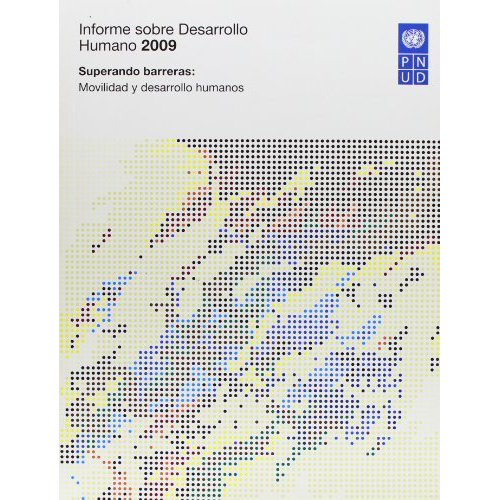 Informe sobre Desarrollo
Humano 2009
Superando barreras:
Movilidad y desarrollo humanos
P N
U D